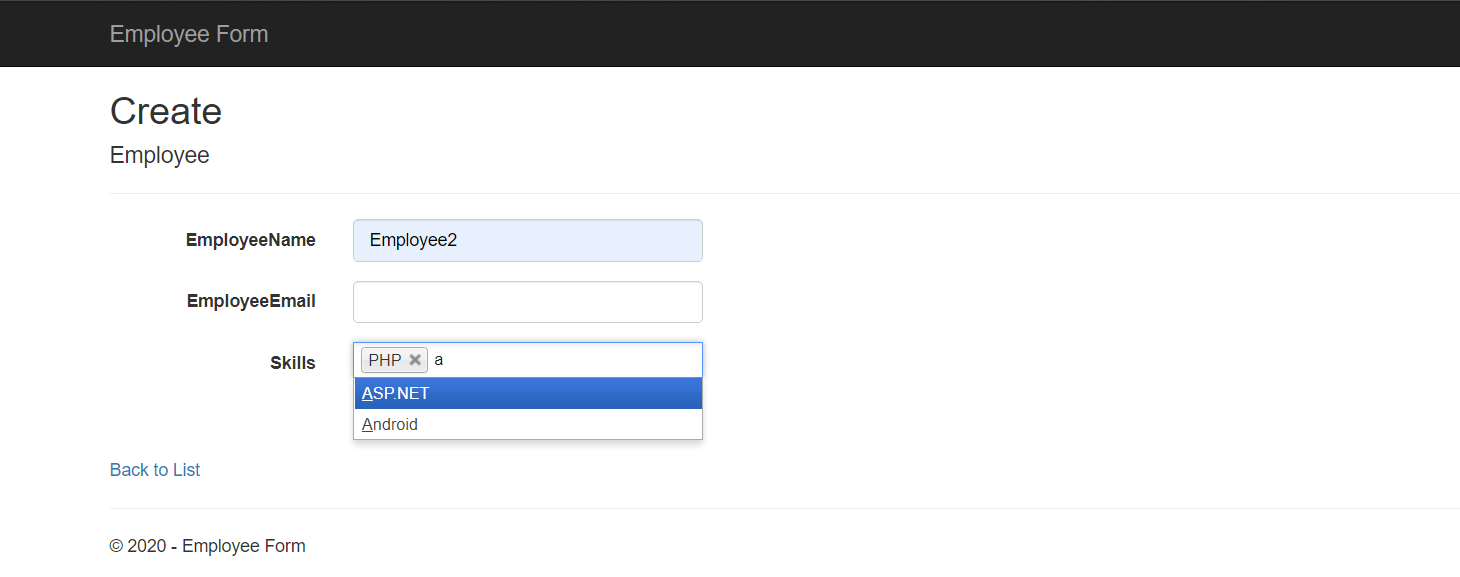 Employee Form
Create
Employee
EmployeeName Employee2
EmployeeEmail
Skills PHP a
ASP.NET
Android
Back to List
© 2020 - Employee Form